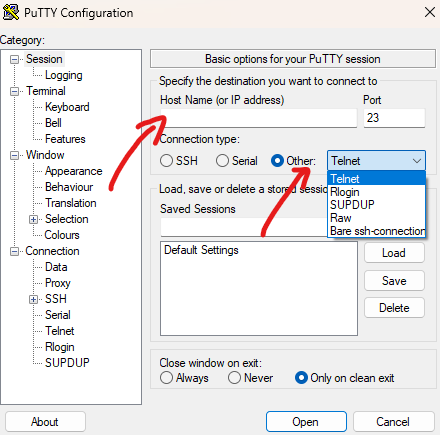 PuTTY Configuration
Category:
Session
Logging
Terminal
Keyboard
Bell
Features
Window
Appearance
Behaviour
Translation
Selection
Colours
Connection
Data
Proxy
SSH
Serial
Telnet
Rlogin
SUPDUP
Basic options for your PuTTY session
Specify the destination you want to connect to
Host Name (or IP address) Port
23
Connection type:
SSH Serial Other: Telnet
Telnet
Rlogin
SUPDUP
Raw
Bare ssh-connection
Load, save or delete a stored sessio
Saved Sessions
Default Settings
Load
Save
Delete
Close window on exit:
Always Never Only on clean exit
About Open Cancel